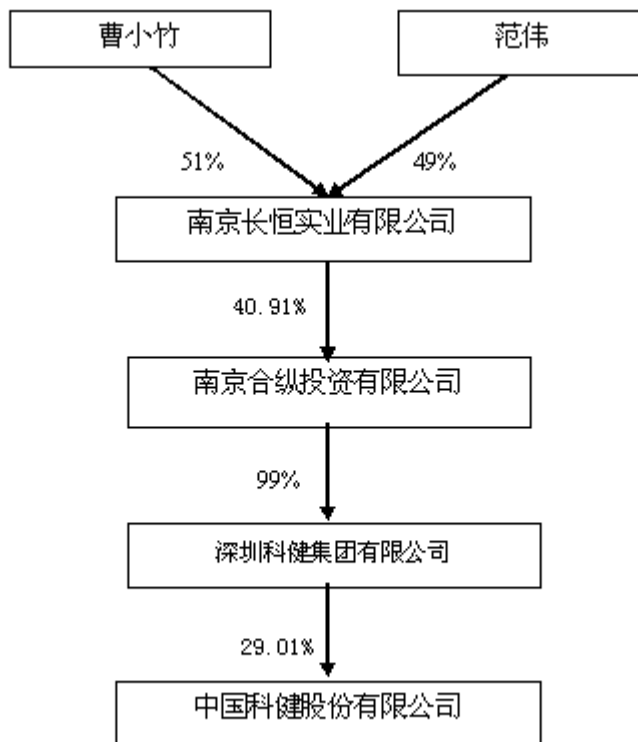 曹小竹
范伟
51%
49%
南京长恒实业有限公司
40.91%
南京合纵投资有限公司
99%
深圳科健集团有限公司
29.01%
中国科健股份有限公司